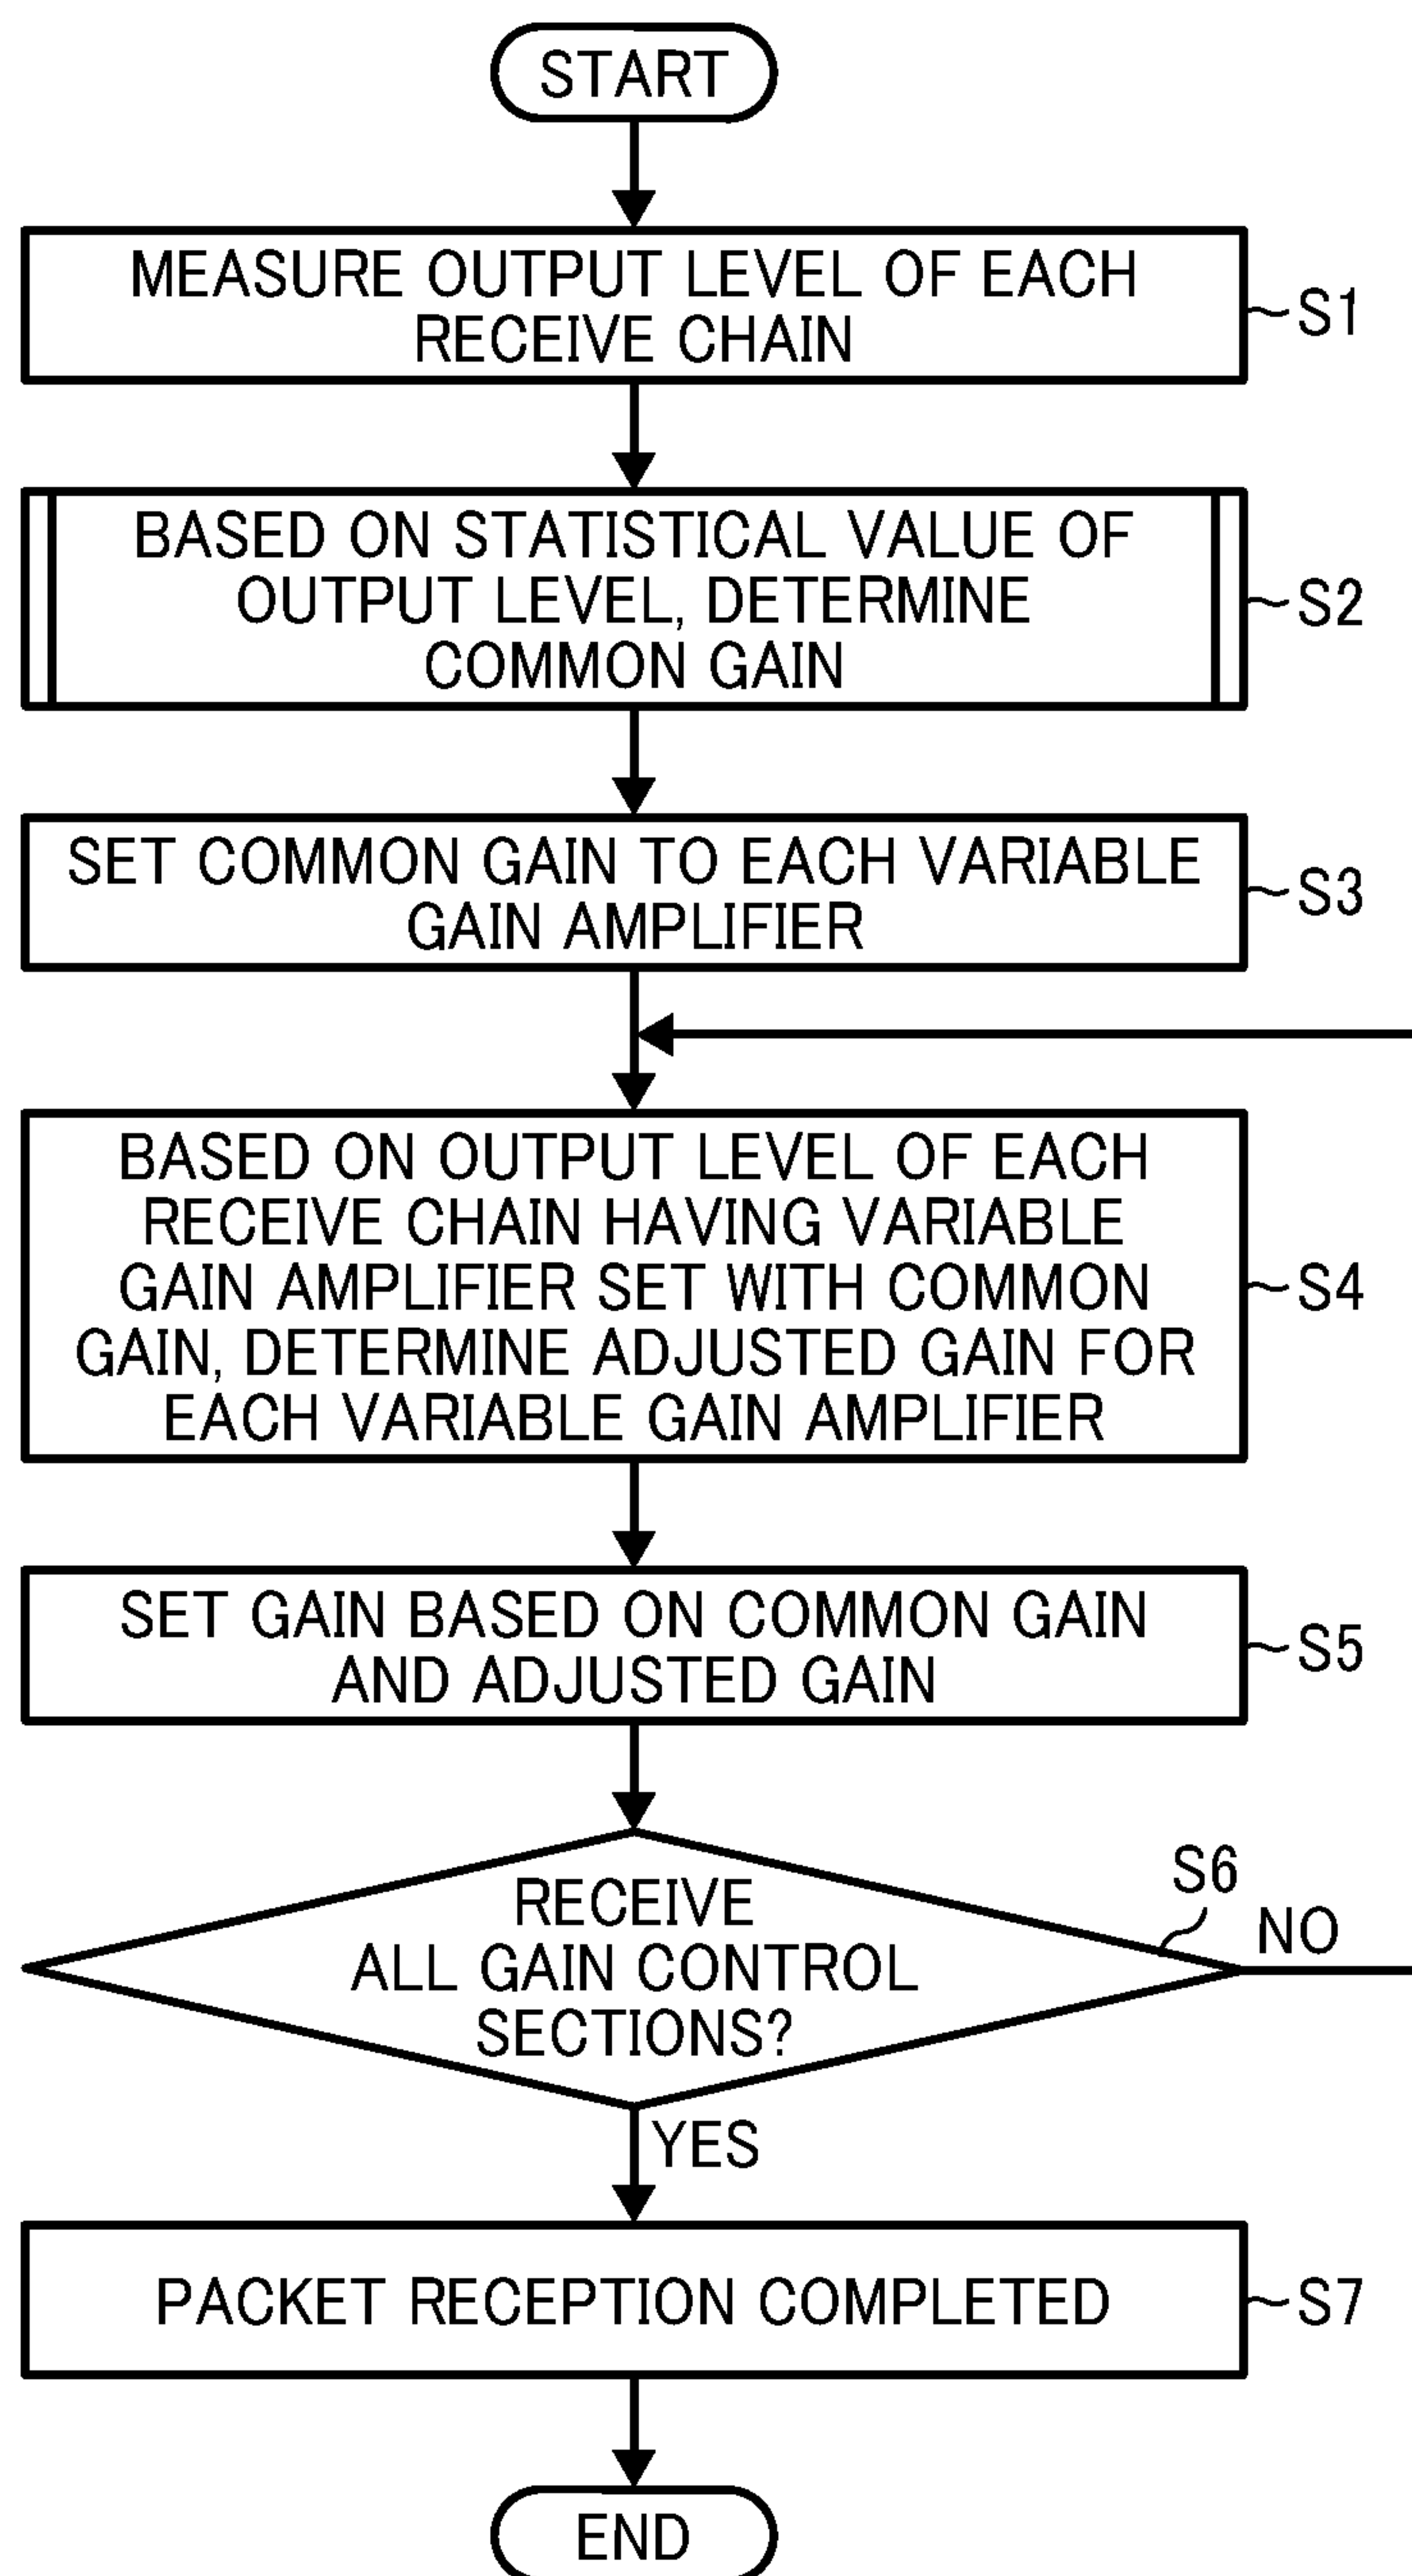 START
MEASURE OUTPUT LEVEL OF EACH
RECEIVE CHAIN
S1
BASED ON STATISTICAL VALUE OF
OUTPUT LEVEL, DETERMINE
COMMON GAIN
S2
SET COMMON GAIN TO EACH VARIABLE
GAIN AMPLIFIER
S3
BASED ON OUTPUT LEVEL OF EACH
RECEIVE CHAIN HAVING VARIABLE
GAIN AMPLIFIER SET WITH COMMON
GAIN, DETERMINE ADJUSTED GAIN FOR
EACH VARIABLE GAIN AMPLIFIER
S4
SET GAIN BASED ON COMMON GAIN
AND ADJUSTED GAIN
S5
RECEIVE
ALL GAIN CONTROL
SECTIONS?
S6
NO
YES
PACKET RECEPTION COMPLETED
S7
END